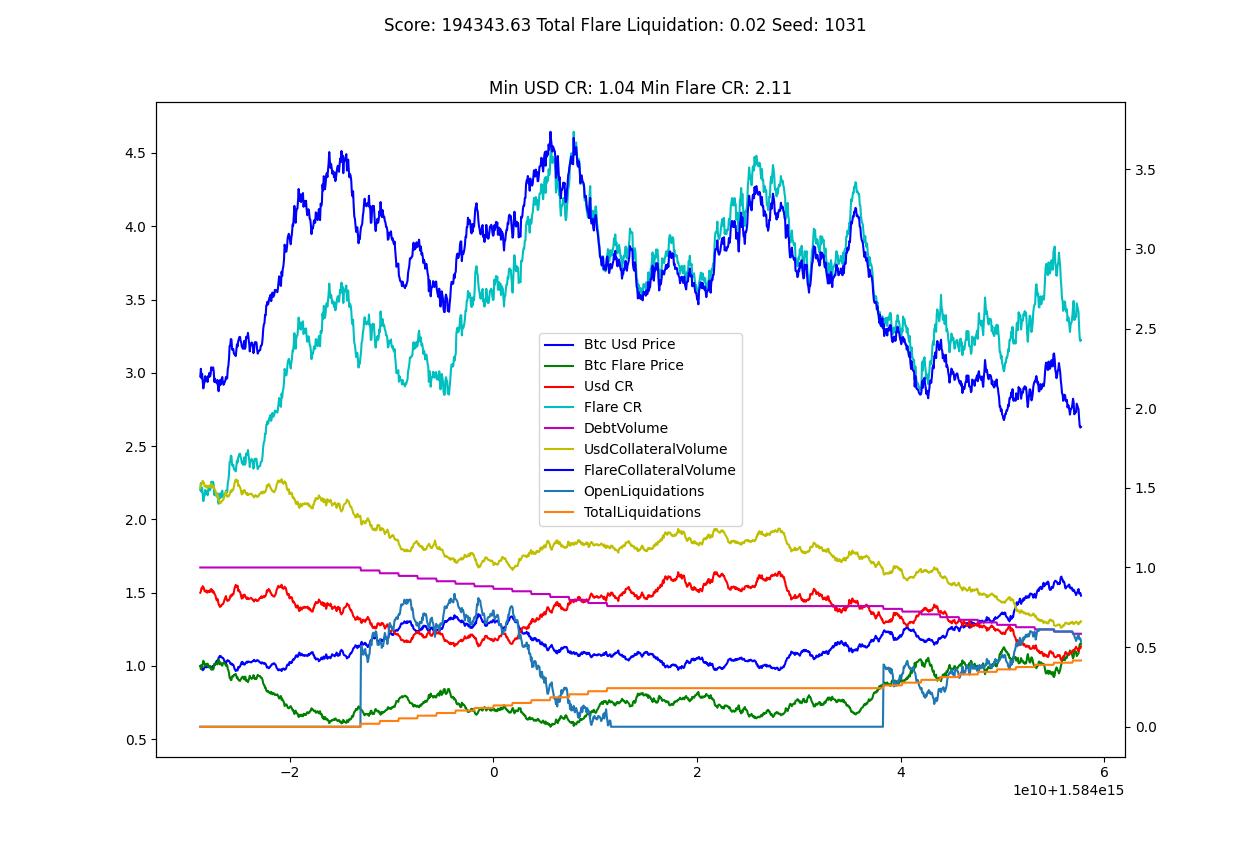 Score: 194343.63 Total Flare Liquidation: 0.02 Seed: 1031
Min USD CR: 1.04 Min Flare CR: 2.11
4.5
4.0
3.5
3.0
2.5
2.0
1.5
1.0
0.5
Btc Usd Price
Btc Flare Price
Usd CR
Flare CR
DebtVolume
UsdCollateralVolume
FlareCollateralVolume
OpenLiquidations
TotalLiquidations
3.5
3.0
2.5
2.0
1.5
1.0
0.5
0.0
−2 0 2 4 6
1e10+1.584e15